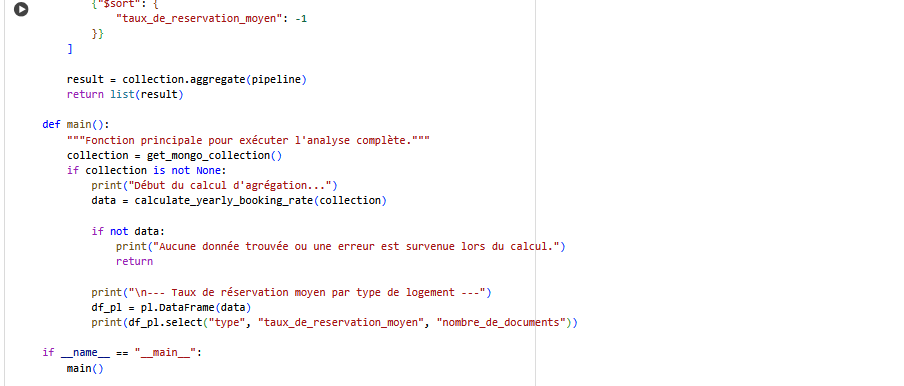 {"$sort": {
"taux_de_reservation_moyen": -1
}}
]
result = collection.aggregate(pipeline)
return list(result)
def main():
"""Fonction principale pour exécuter l'analyse complète."""
collection = get_mongo_collection()
if collection is not None:
print("Début du calcul d'agrégation...")
data = calculate_yearly_booking_rate(collection)
if not data:
print("Aucune donnée trouvée ou une erreur est survenue lors du calcul.")
return
print("\n--- Taux de réservation moyen par type de logement ---")
df_pl = pl.DataFrame(data)
print(df_pl.select("type", "taux_de_reservation_moyen", "nombre_de_documents"))
if __name__ == "__main__":
main()